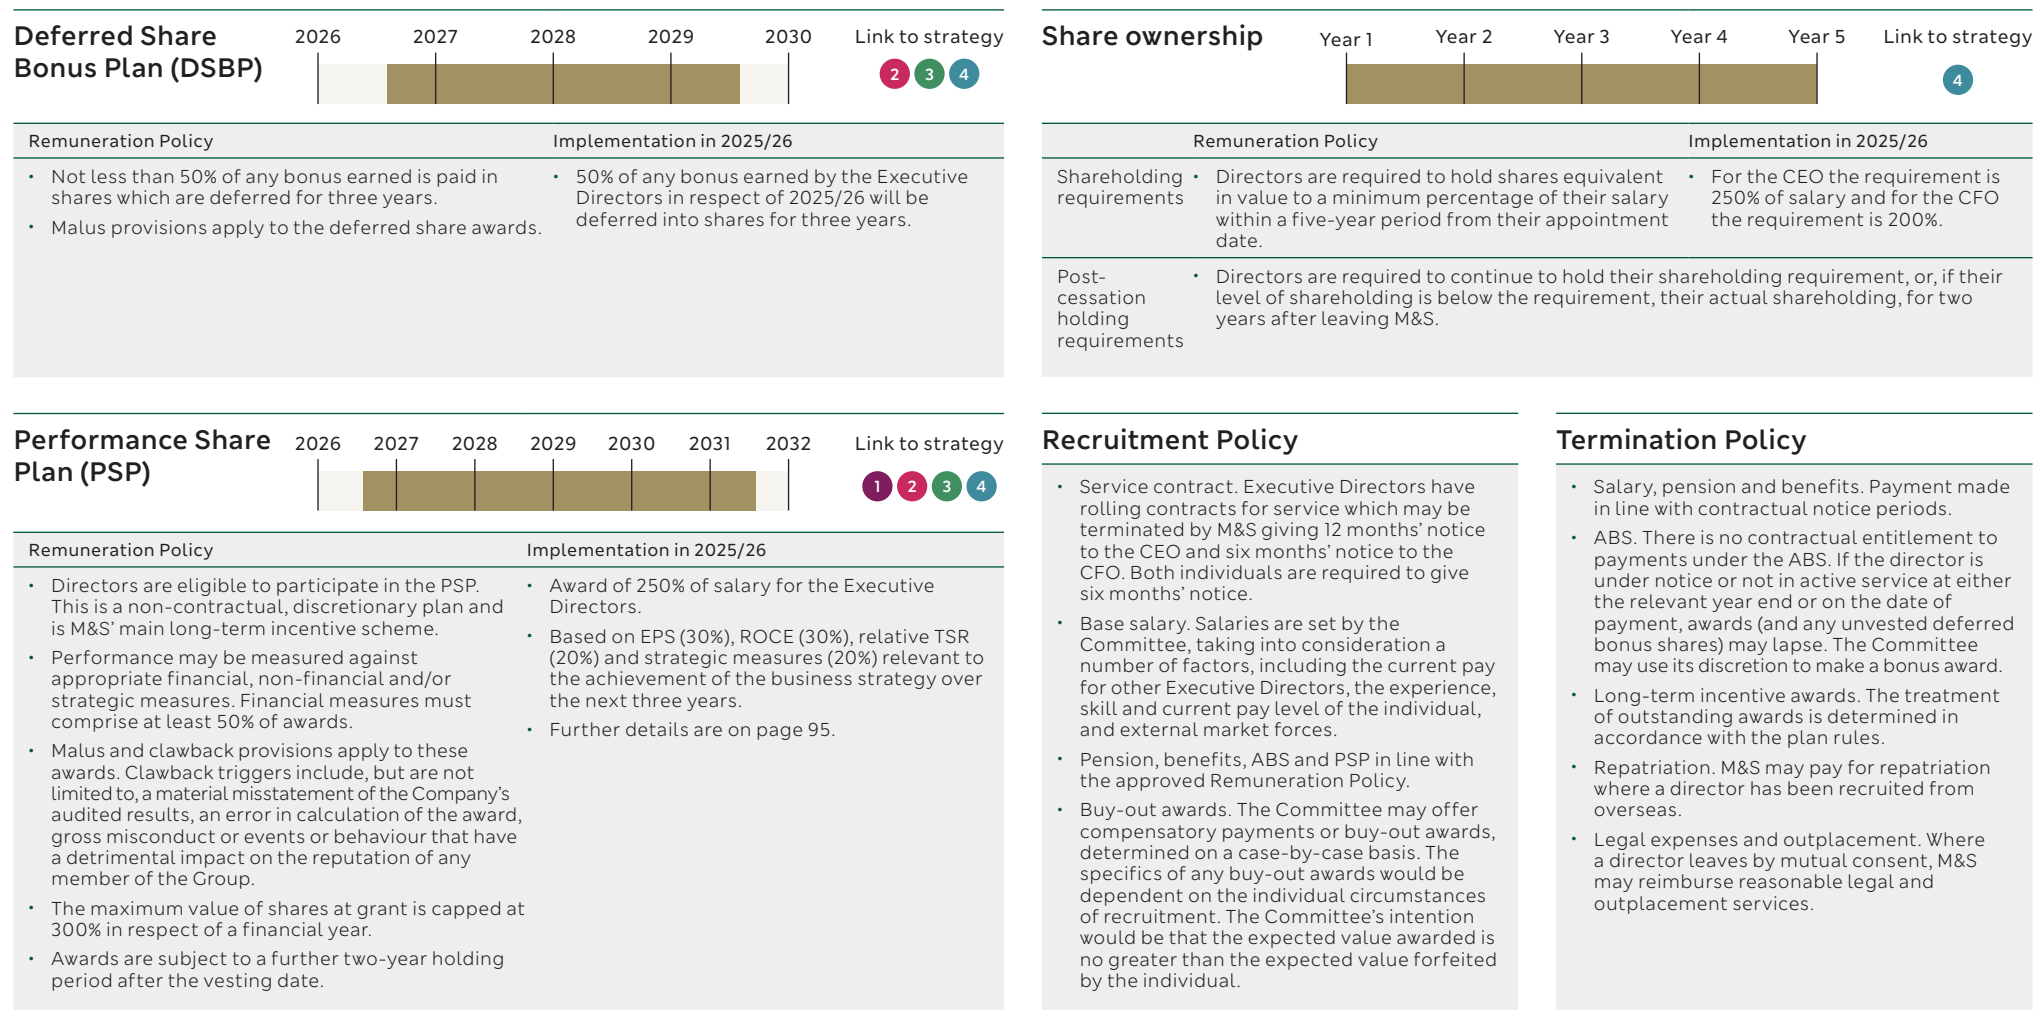 Deferred Share
Bonus Plan (DSBP)
2026 2027 2028 2029 2030
Link to strategy
2 3 4
Remuneration Policy
Implementation in 2025/26
• Not less than 50% of any bonus earned is paid in
shares which are deferred for three years.
• Malus provisions apply to the deferred share awards.
• 50% of any bonus earned by the Executive
Directors in respect of 2025/26 will be
deferred into shares for three years.
Share ownership
Year 1 Year 2 Year 3 Year 4 Year 5
Link to strategy
4
Remuneration Policy
Implementation in 2025/26
Shareholding
requirements
• Directors are required to hold shares equivalent
in value to a minimum percentage of their salary
within a five-year period from their appointment
date.
• For the CEO the requirement is
250% of salary and for the CFO
the requirement is 200%.
Post-
cessation
holding
requirements
• Directors are required to continue to hold their shareholding requirement, or, if their
level of shareholding is below the requirement, their actual shareholding, for two
years after leaving M&S.
Performance Share
Plan (PSP)
2026 2027 2028 2029 2030 2031 2032
Link to strategy
1 2 3 4
Remuneration Policy
Implementation in 2025/26
• Directors are eligible to participate in the PSP.
This is a non-contractual, discretionary plan and
is M&S' main long-term incentive scheme.
• Performance may be measured against
appropriate financial, non-financial and/or
strategic measures. Financial measures must
comprise at least 50% of awards.
• Malus and clawback provisions apply to these
awards. Clawback triggers include, but are not
limited to, a material misstatement of the Company's
audited results, an error in calculation of the award,
gross misconduct or events or behaviour that have
a detrimental impact on the reputation of any
member of the Group.
• The maximum value of shares at grant is capped at
300% in respect of a financial year.
• Awards are subject to a further two-year holding
period after the vesting date.
• Award of 250% of salary for the Executive
Directors.
• Based on EPS (30%), ROCE (30%), relative TSR
(20%) and strategic measures (20%) relevant to
the achievement of the business strategy over
the next three years.
• Further details are on page 95.
Recruitment Policy
• Service contract. Executive Directors have
rolling contracts for service which may be
terminated by M&S giving 12 months' notice
to the CEO and six months' notice to the
CFO. Both individuals are required to give
six months' notice.
• Base salary. Salaries are set by the
Committee, taking into consideration a
number of factors, including the current pay
for other Executive Directors, the experience,
skill and current pay level of the individual,
and external market forces.
• Pension, benefits, ABS and PSP in line with
the approved Remuneration Policy.
• Buy-out awards. The Committee may offer
compensatory payments or buy-out awards,
determined on a case-by-case basis. The
specifics of any buy-out awards would be
dependent on the individual circumstances
of recruitment. The Committee's intention
would be that the expected value awarded is
no greater than the expected value forfeited
by the individual.
Termination Policy
• Salary, pension and benefits. Payment made
in line with contractual notice periods.
• ABS. There is no contractual entitlement to
payments under the ABS. If the director is
under notice or not in active service at either
the relevant year end or on the date of
payment, awards (and any unvested deferred
bonus shares) may lapse. The Committee
may use its discretion to make a bonus award.
• Long-term incentive awards. The treatment
of outstanding awards is determined in
accordance with the plan rules.
• Repatriation. M&S may pay for repatriation
where a director has been recruited from
overseas.
• Legal expenses and outplacement. Where
a director leaves by mutual consent, M&S
may reimburse reasonable legal and
outplacement services.